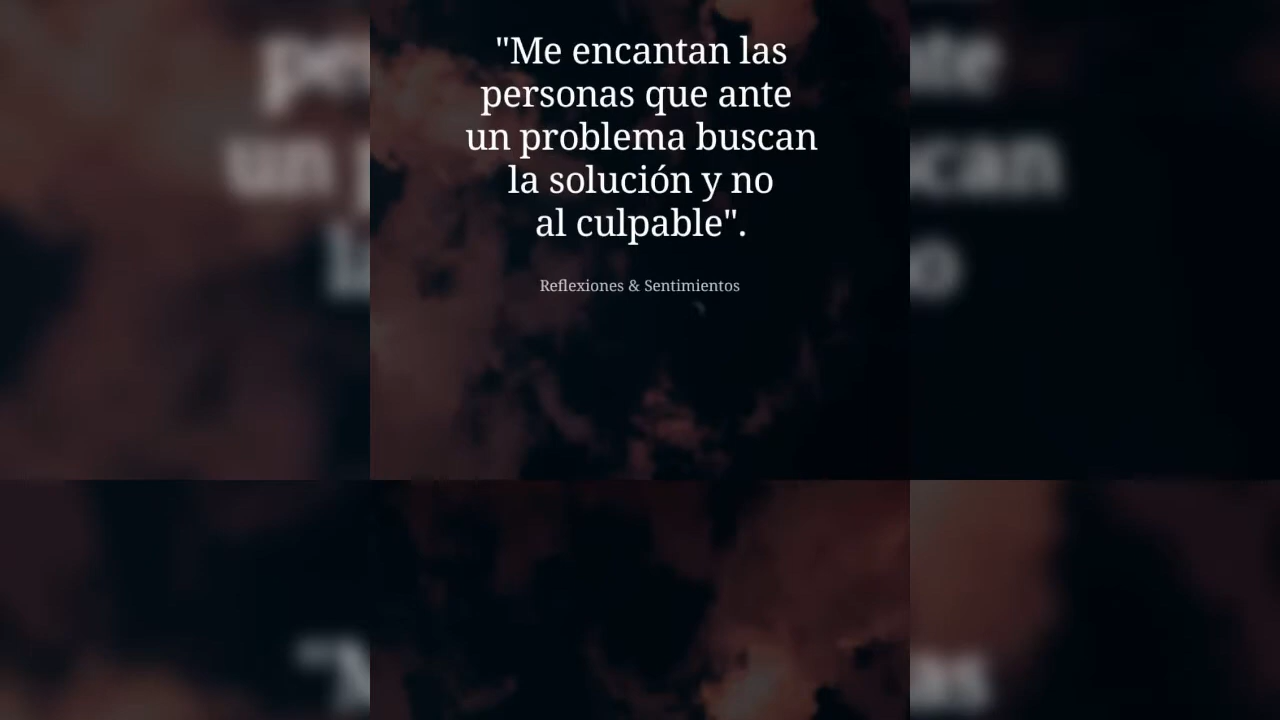 "Me encantan las
personas que ante
un problema buscan
la solución y no
al culpable".
Reflexiones & Sentimientos